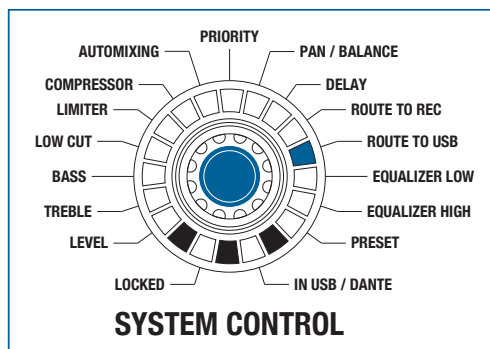 PRIORITY
AUTOMIXING
PAN / BALANCE
COMPRESSOR
DELAY
LIMITER
ROUTE TO REC
LOW CUT
ROUTE TO USB
BASS
EQUALIZER LOW
TREBLE
EQUALIZER HIGH
LEVEL
PRESET
LOCKED
IN USB / DANTE
SYSTEM CONTROL